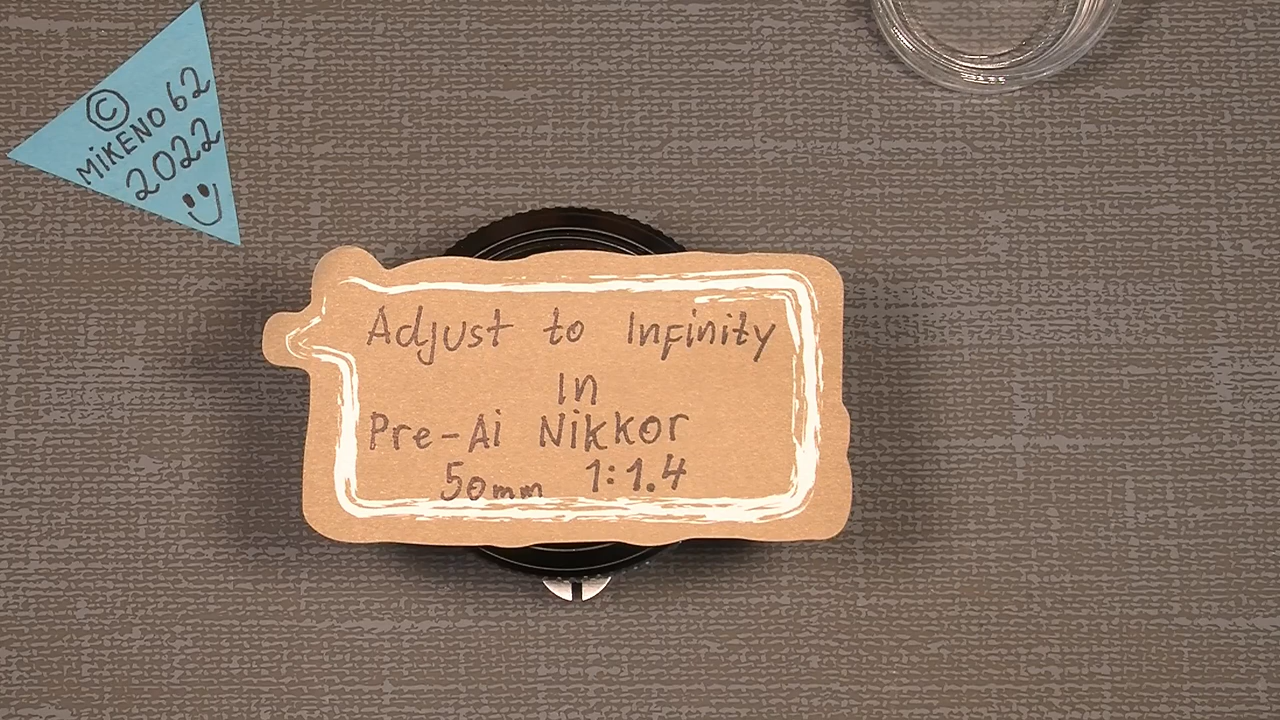 ©
MiKENO 62
2022
Adjust to Infinity
In
Pre-Ai Nikkor
50mm 1:1.4